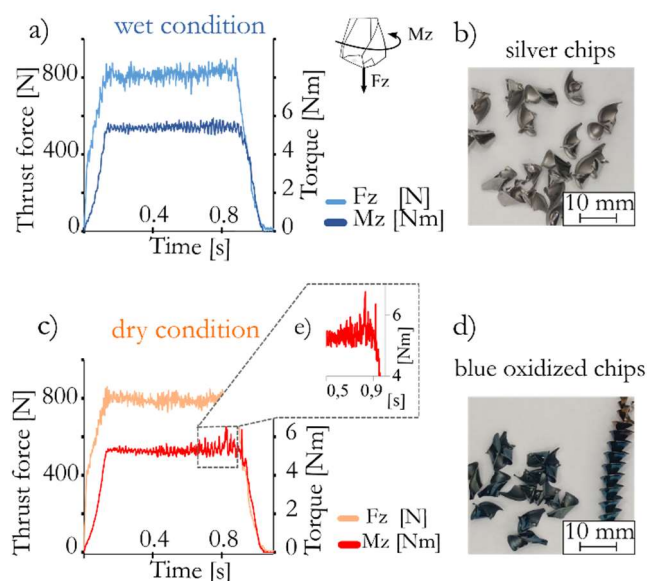 a)
wet condition
Thrust force [N]
800
400
0
0.4
0.8
Time [s]
8
6
4
2
0
Torque [Nm]
Mz
Fz
Fz [N]
Mz [Nm]
b)
silver chips
10 mm
c)
dry condition
Thrust force [N]
800
400
0
0.4
0.8
Time [s]
6
4
2
0
Torque [Nm]
Fz [N]
Mz [Nm]
e)
6
4
[Nm]
0,5
0,9
[s]
d)
blue oxidized chips
10 mm